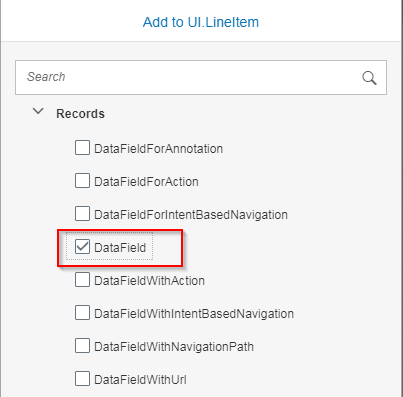 Add to UI.LineItem
Search
Records
DataFieldForAnnotation
DataFieldForAction
DataFieldForIntentBasedNavigation
DataField
DataFieldWithAction
DataFieldWithIntentBasedNavigation
DataFieldWithNavigationPath
DataFieldWithUrl